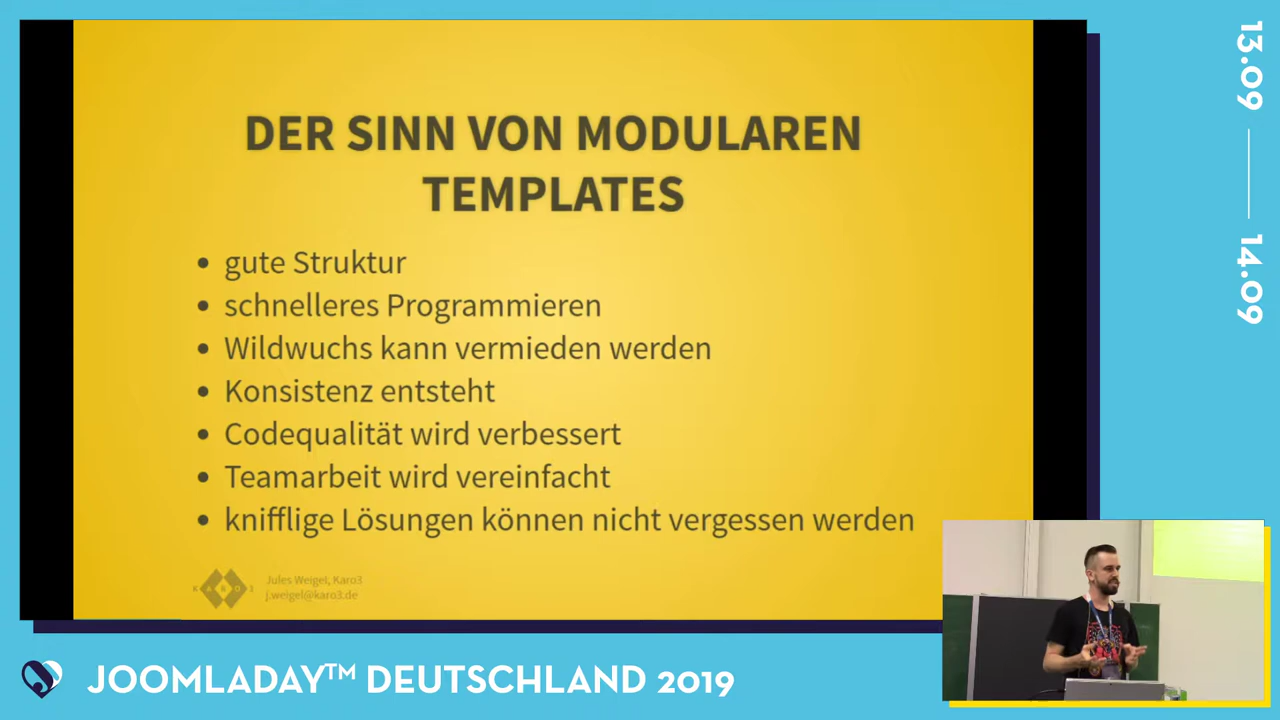 DER SINN VON MODULAREN
TEMPLATES
• gute Struktur
• schnelleres Programmieren
• Wildwuchs kann vermieden werden
• Konsistenz entsteht
• Codequalität wird verbessert
• Teamarbeit wird vereinfacht
• knifflige Lösungen können nicht vergessen werden
KARO3
Jules Weigel, Karo3
j.weigel@karo3.de
13.09
14.09
JOOMLADAY™ DEUTSCHLAND 2019